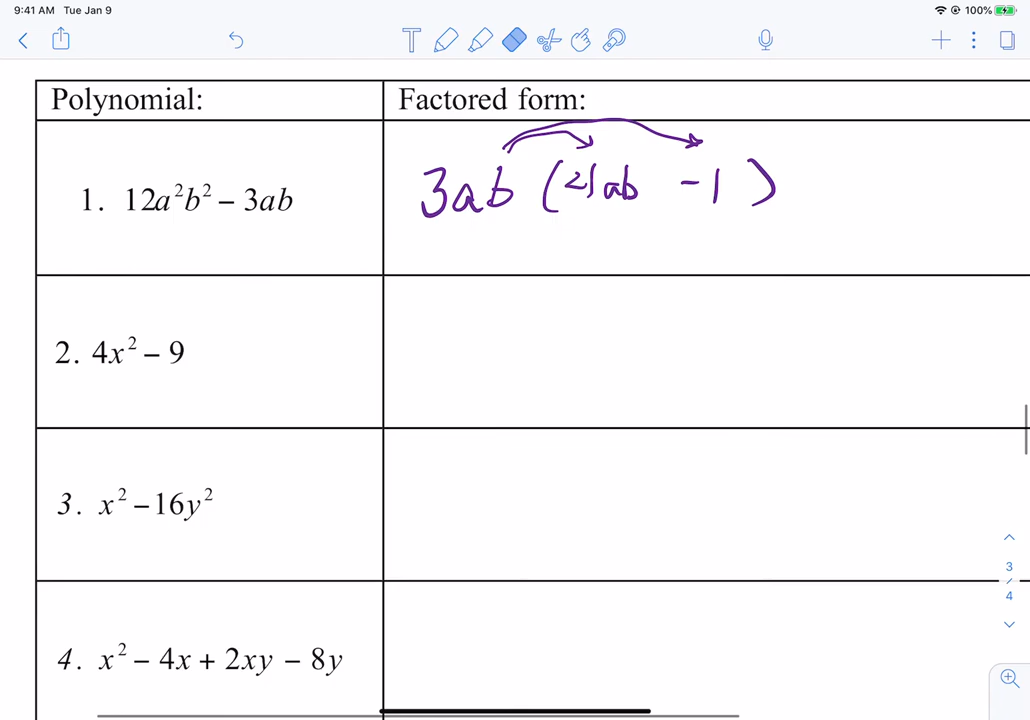 9:41 AM Tue Jan 9 100%
Polynomial: Factored form:
1. 12a²b² – 3ab 3ab (4ab -1)
2. 4x² – 9
3. x² – 16y²
4. x² – 4x + 2xy – 8y
3
/
4